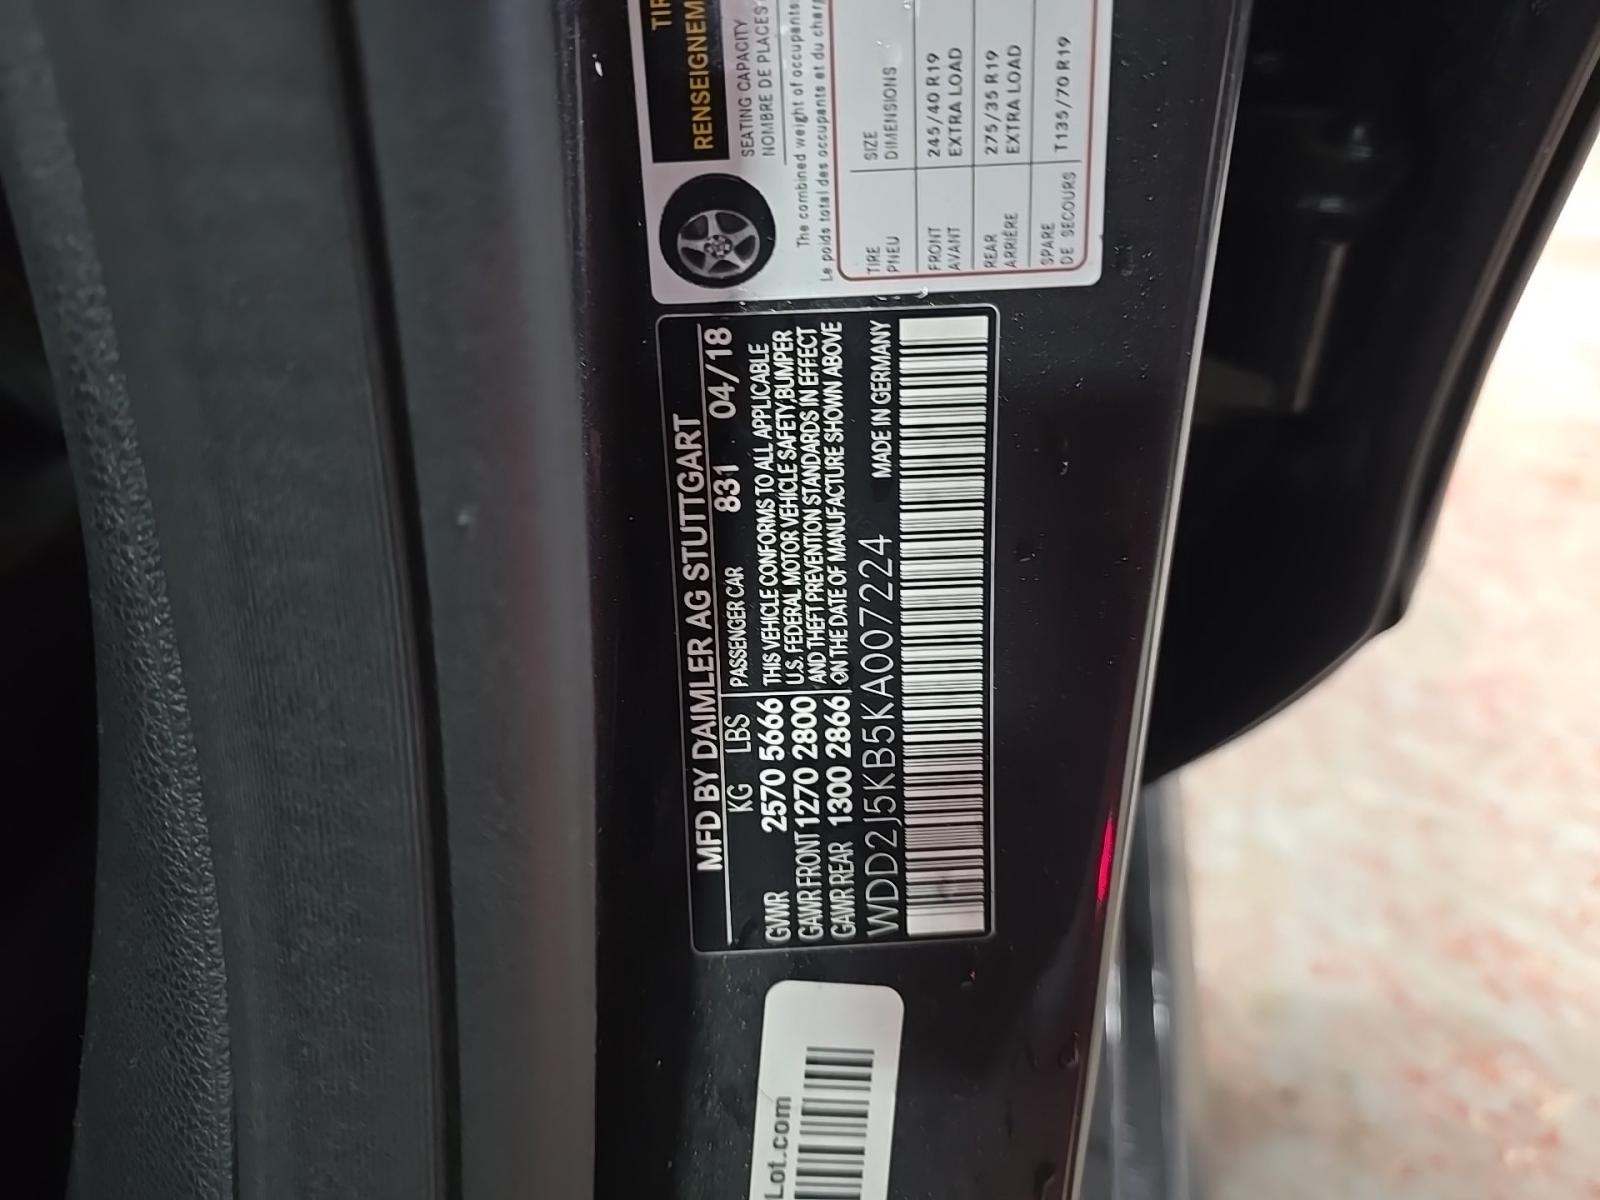 TIR
RENSEIGNEM
SEATING CAPACITY
NOMBRE DE PLACES
The combined weight of occupants
Le poids total des occupants et du char
TIRE SIZE
PNEU DIMENSIONS
FRONT 245/40 R19
AVANT EXTRA LOAD
REAR 275/35 R19
ARRIÈRE EXTRA LOAD
SPARE T135/70 R19
DE SECOURS
MFD BY DAIMLER AG STUTTGART
KG LBS PASSENGER CAR 831 04/18
GWR 2570 5666 THIS VEHICLE CONFORMS TO ALL APPLICABLE
U.S. FEDERAL MOTOR VEHICLE SAFETY,BUMPER
GAWR FRONT 1270 2800 AND THEFT PREVENTION STANDARDS IN EFFECT
GAWR REAR 1300 2866 ON THE DATE OF MANUFACTURE SHOWN ABOVE
WDD2J5KB5KA007224 MADE IN GERMANY
Lot.com